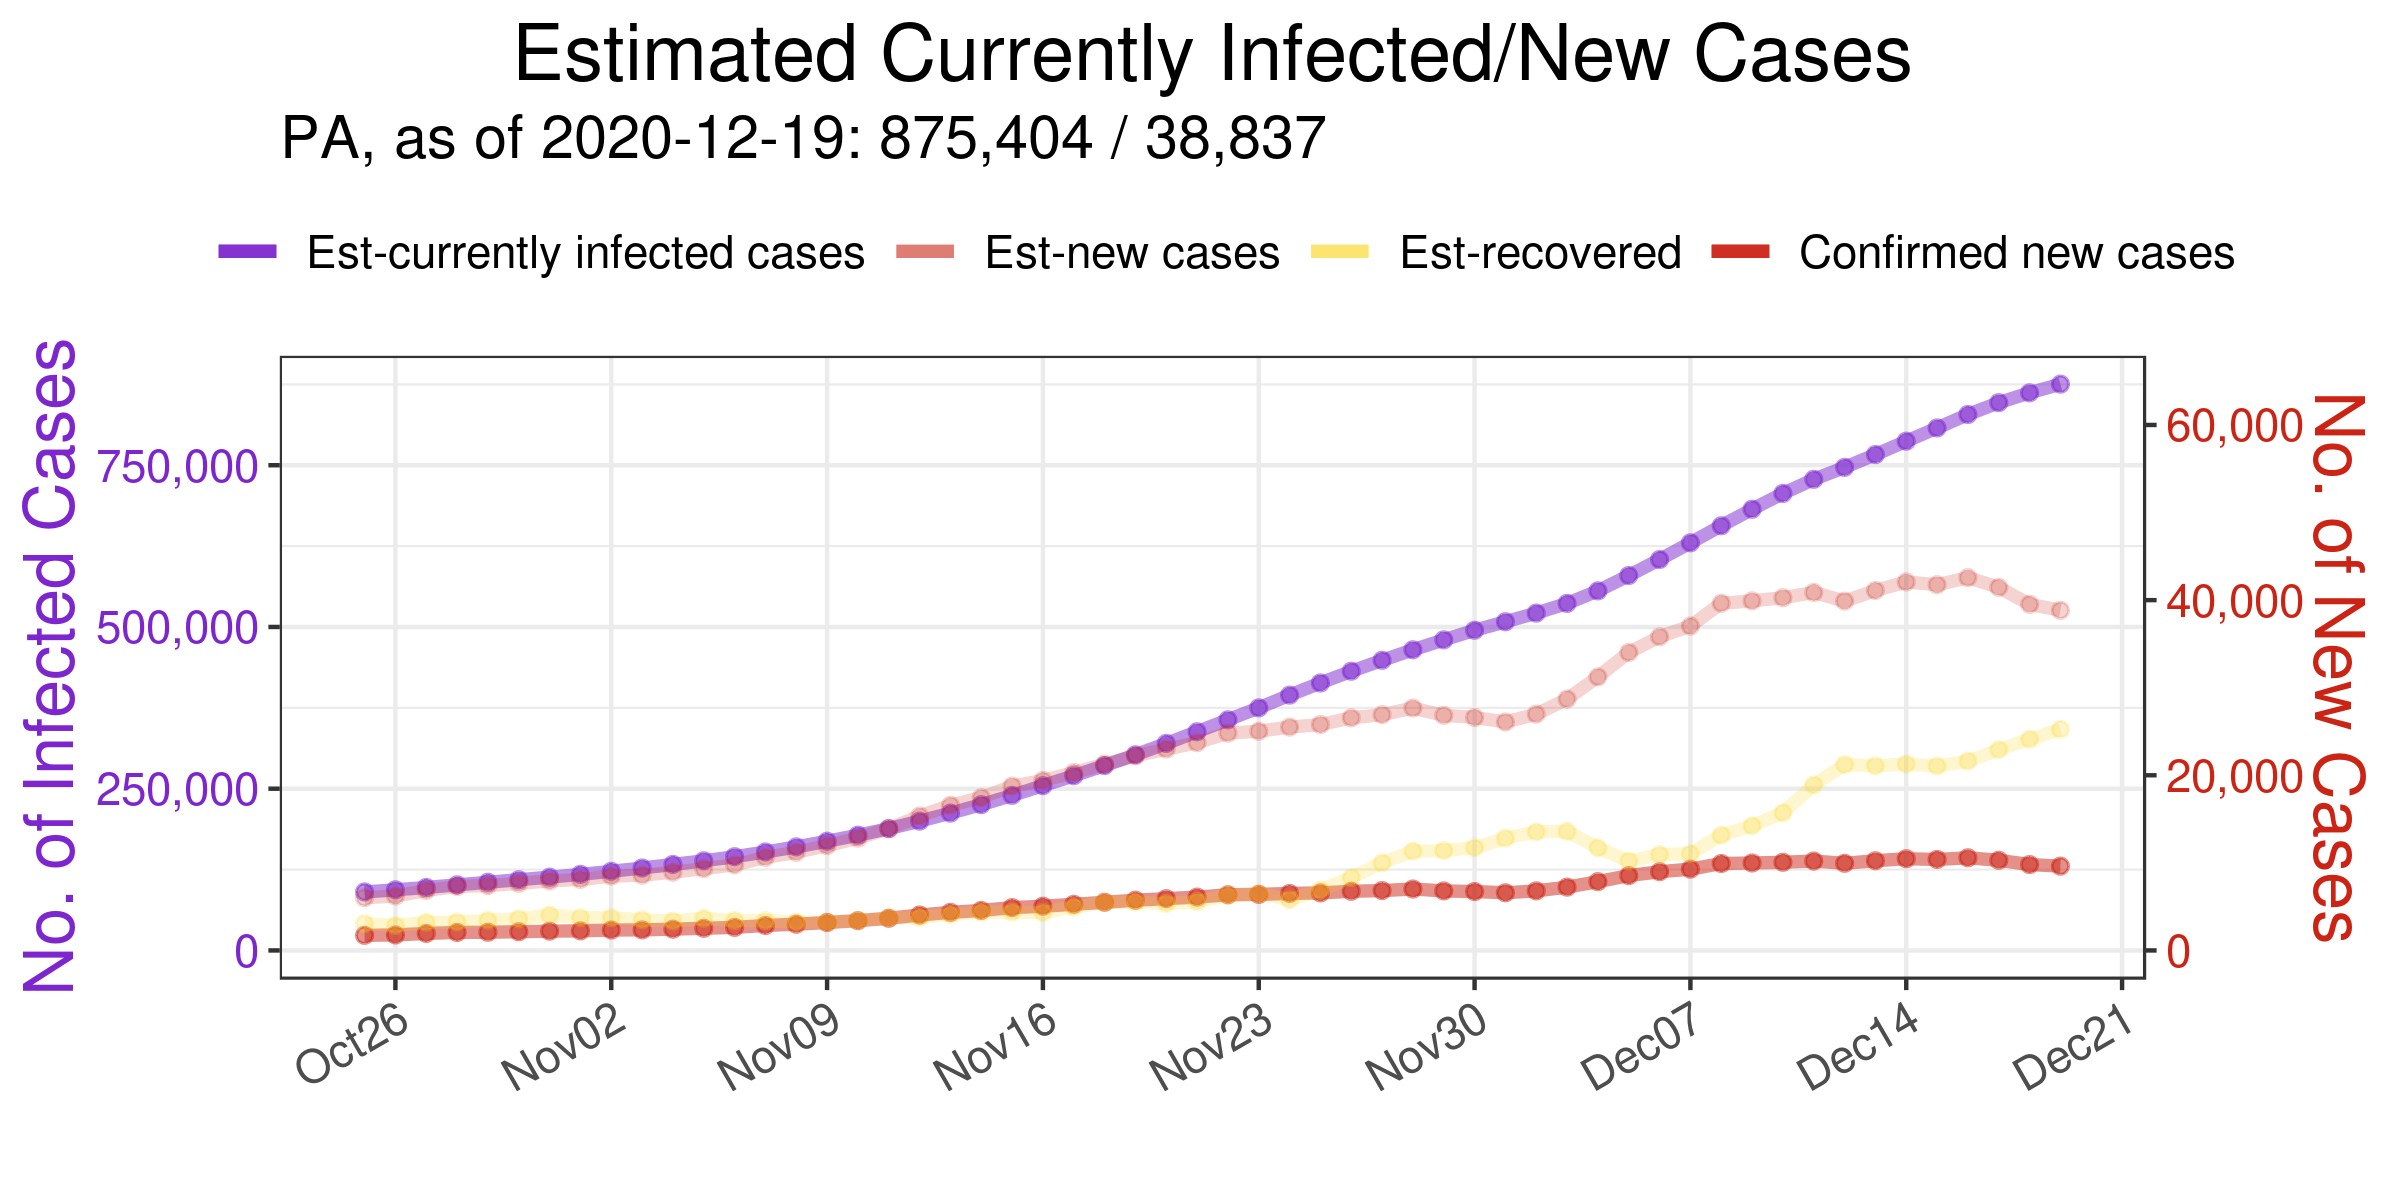 Estimated Currently Infected/New Cases
PA, as of 2020-12-19: 875,404 / 38,837
Est-currently infected cases Est-new cases Est-recovered Confirmed new cases
No. of Infected Cases
750,000
500,000
250,000
0
60,000
40,000
20,000
0
No. of New Cases
Oct26 Nov02 Nov09 Nov16 Nov23 Nov30 Dec07 Dec14 Dec21